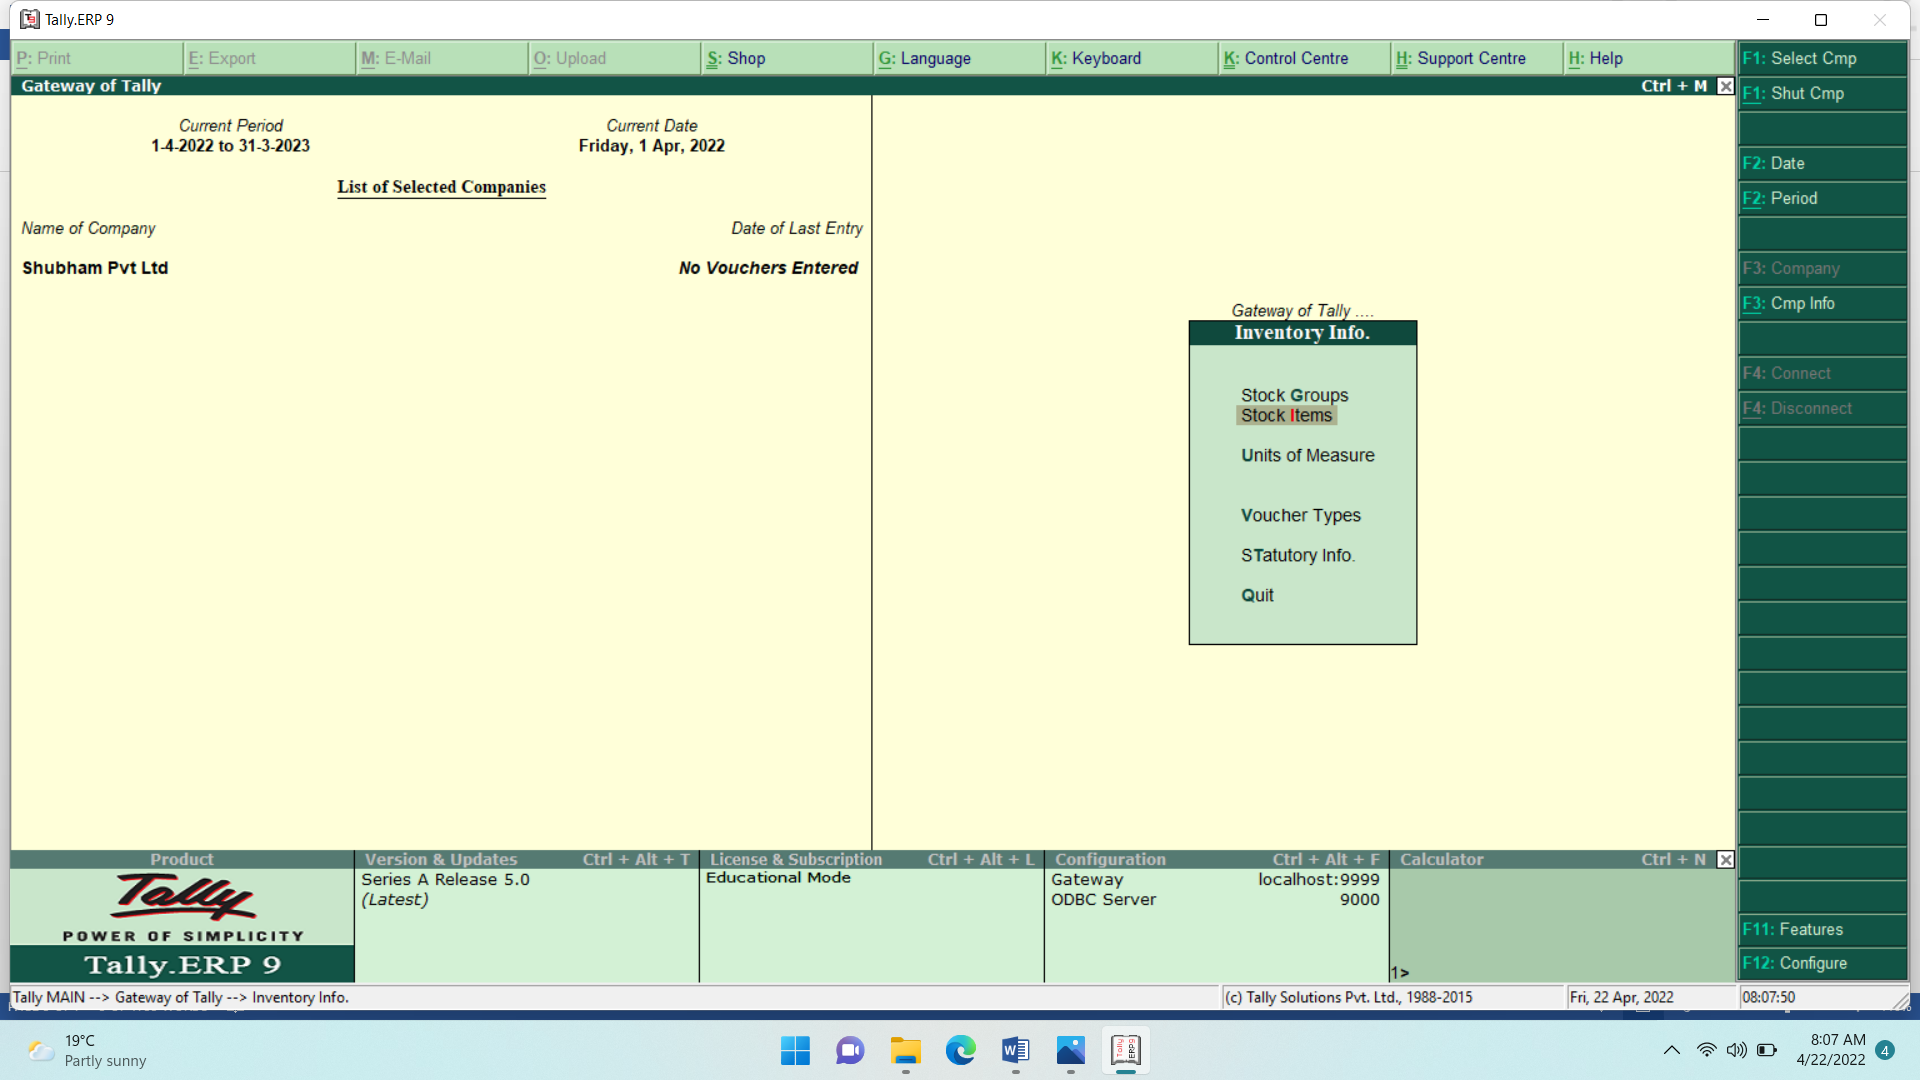 Tally.ERP 9
P: Print E: Export M: E-Mail O: Upload S: Shop G: Language K: Keyboard K: Control Centre H: Support Centre H: Help
Gateway of Tally Ctrl + M
Current Period Current Date
1-4-2022 to 31-3-2023 Friday, 1 Apr, 2022
List of Selected Companies
Name of Company Date of Last Entry
Shubham Pvt Ltd No Vouchers Entered
Gateway of Tally ....
Inventory Info.
Stock Groups
Stock Items
Units of Measure
Voucher Types
STatutory Info.
Quit
F1: Select Cmp
F1: Shut Cmp
F2: Date
F2: Period
F3: Company
F3: Cmp Info
F4: Connect
F4: Disconnect
F11: Features
F12: Configure
Product
Tally
POWER OF SIMPLICITY
Tally.ERP 9
Version & Updates Ctrl + Alt + T
Series A Release 5.0
(Latest)
License & Subscription Ctrl + Alt + L
Educational Mode
Configuration Ctrl + Alt + F
Gateway localhost:9999
ODBC Server 9000
Calculator Ctrl + N
1>
Tally MAIN --> Gateway of Tally --> Inventory Info. (c) Tally Solutions Pvt. Ltd., 1988-2015 Fri, 22 Apr, 2022 08:07:50
19°C
Partly sunny
8:07 AM
4/22/2022
4